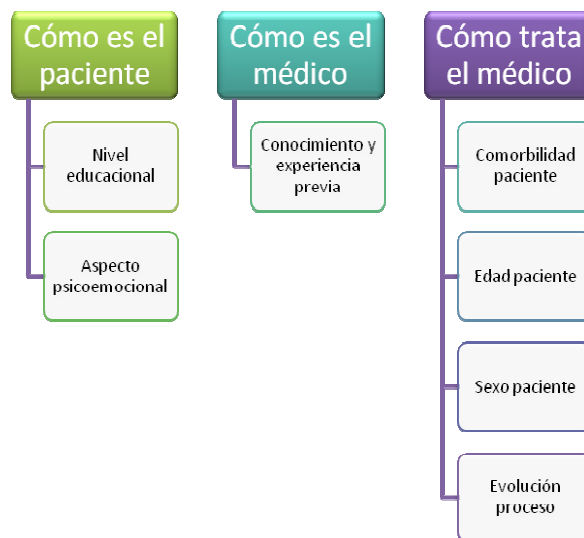 Cómo es el
paciente
Nivel
educacional
Aspecto
psicoemocional
Cómo es el
médico
Conocimiento y
experiencia
previa
Cómo trata
el médico
Comorbilidad
paciente
Edad paciente
Sexo paciente
Evolución
proceso